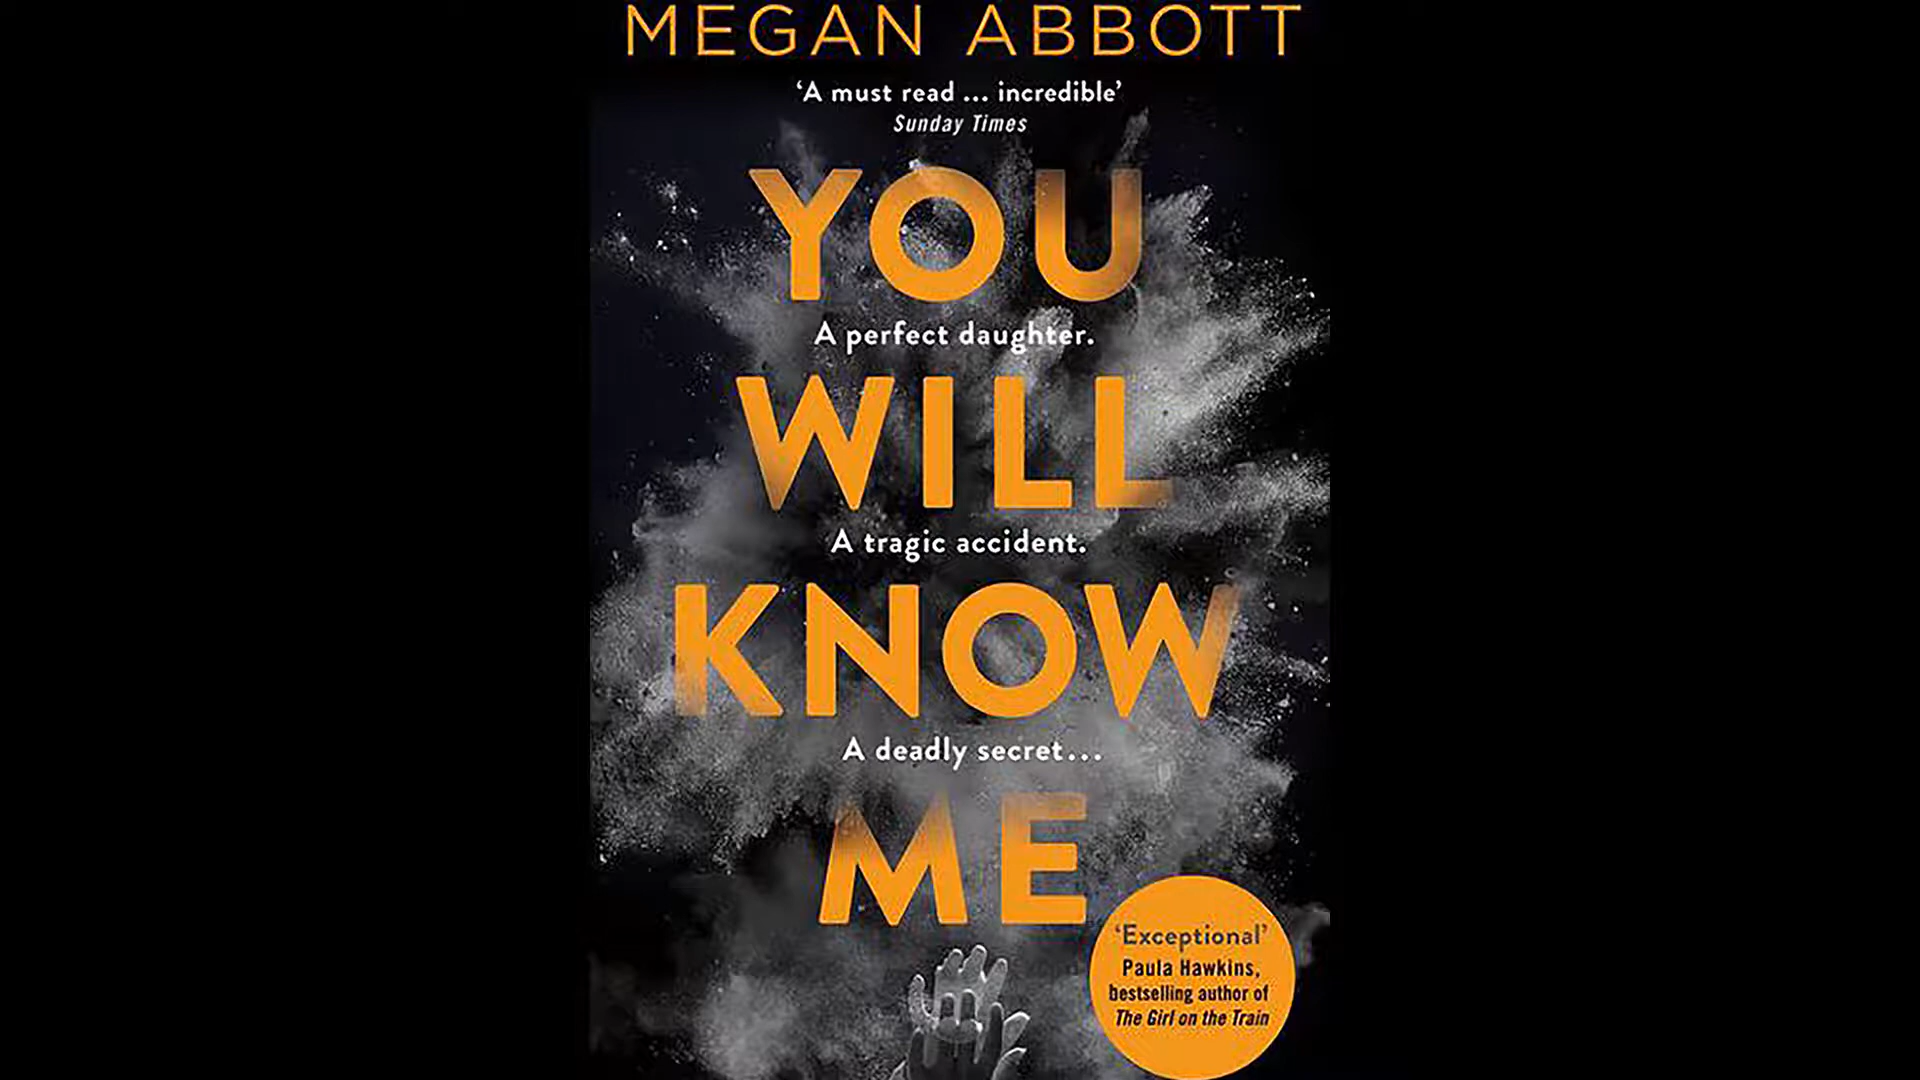 MEGAN ABBOTT
‘A must read ... incredible’
Sunday Times
YOU
A perfect daughter.
WILL
A tragic accident.
KNOW
A deadly secret...
ME
‘Exceptional’
Paula Hawkins,
bestselling author of
The Girl on the Train